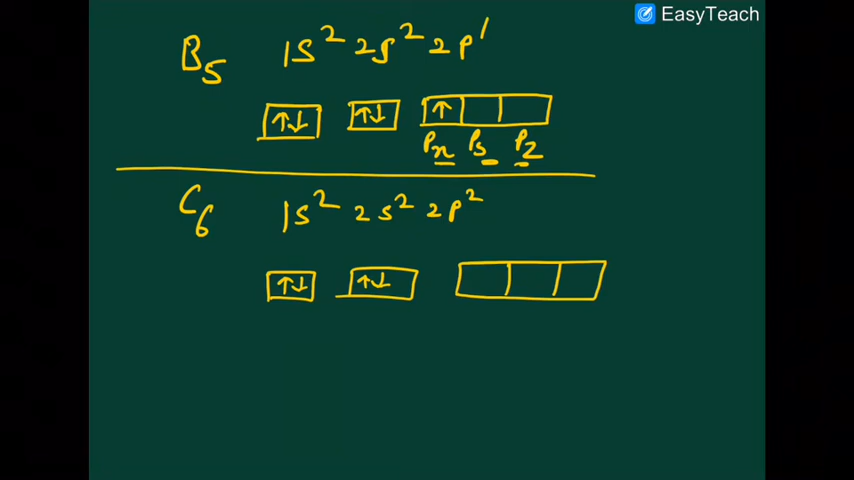 EasyTeach
B₅ 1s² 2s² 2p¹
↑↓ ↑↓ ↑
Px Py Pz
C₆ 1s² 2s² 2p²
↑↓ ↑↓